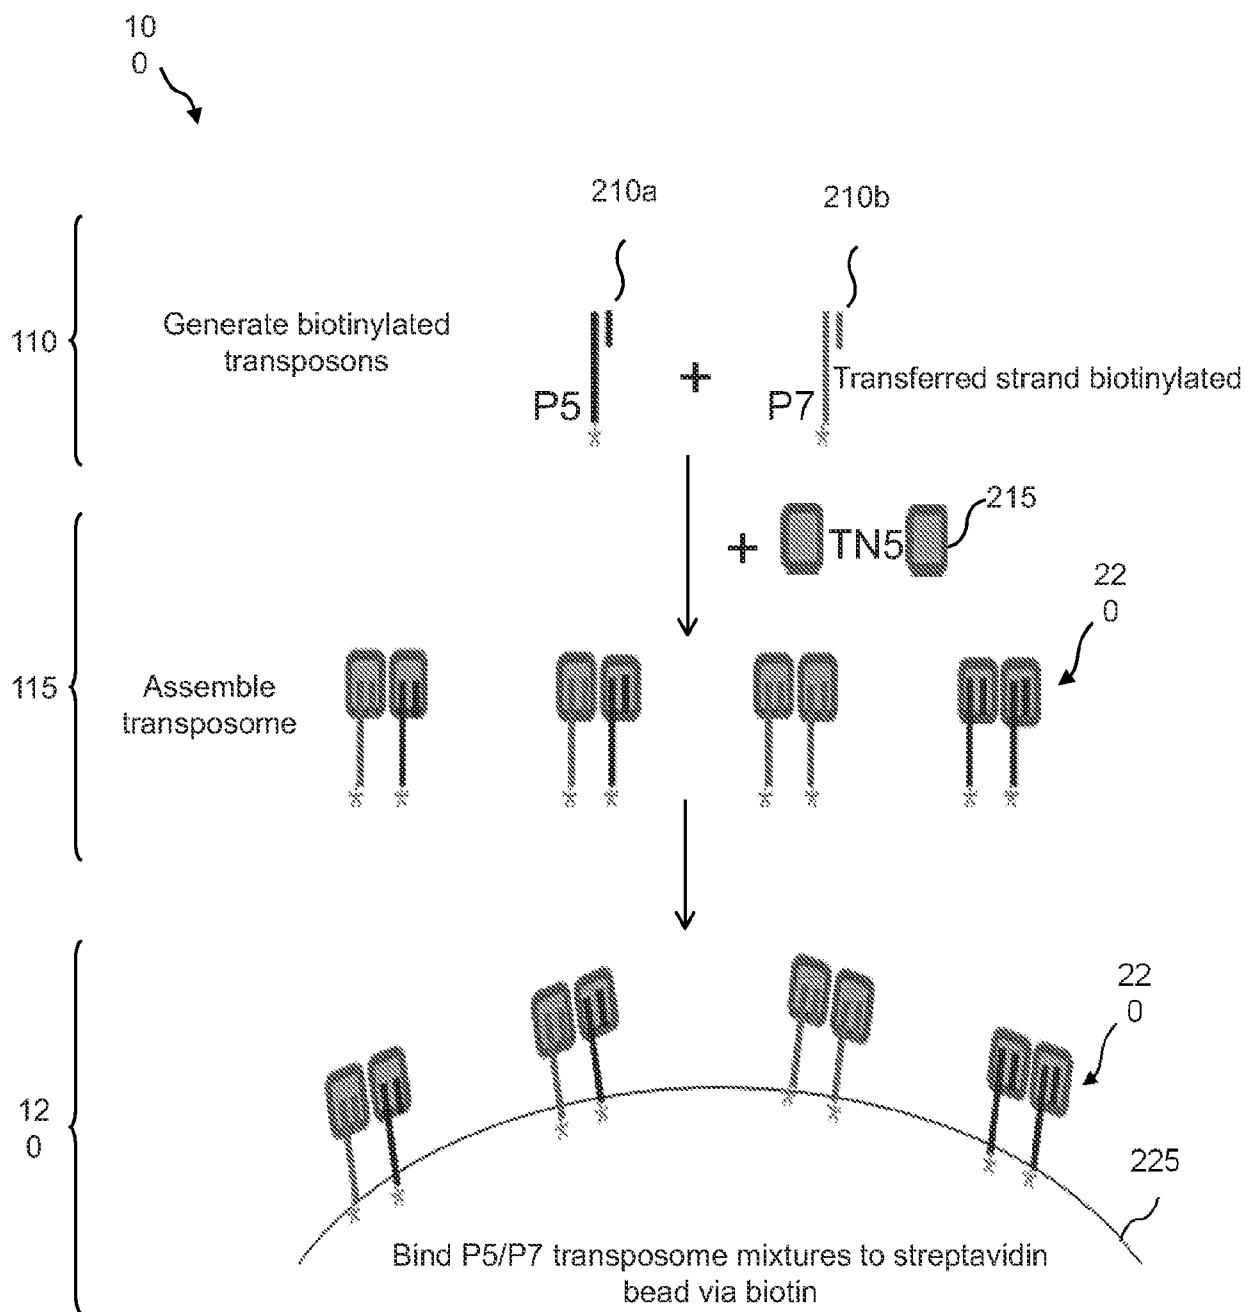 10
0
210a
210b
110
Generate biotinylated
transposons
P5
+
P7
Transferred strand biotinylated
+
TN5
215
22
0
115
Assemble
transposome
22
0
12
0
225
Bind P5/P7 transposome mixtures to streptavidin
bead via biotin